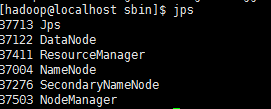 [hadoop@localhost sbin]$ jps
37713 Jps
37122 DataNode
37411 ResourceManager
37004 NameNode
37276 SecondaryNameNode
37503 NodeManager